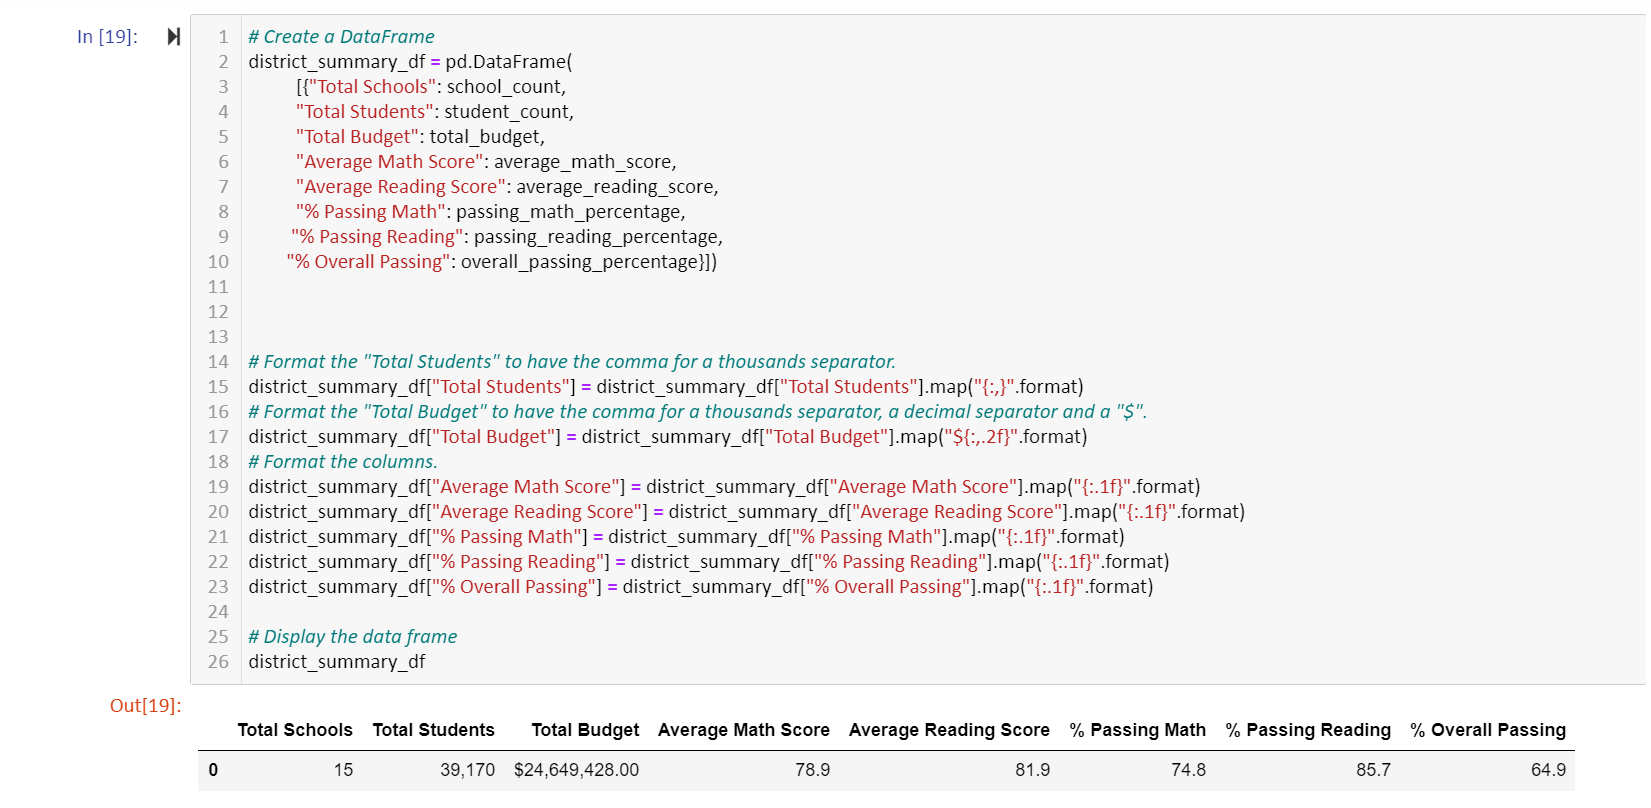 In [19]:
1 # Create a DataFrame
2 district_summary_df = pd.DataFrame(
3 [{"Total Schools": school_count,
4 "Total Students": student_count,
5 "Total Budget": total_budget,
6 "Average Math Score": average_math_score,
7 "Average Reading Score": average_reading_score,
8 "% Passing Math": passing_math_percentage,
9 "% Passing Reading": passing_reading_percentage,
10 "% Overall Passing": overall_passing_percentage}])
11
12
13
14 # Format the "Total Students" to have the comma for a thousands separator.
15 district_summary_df["Total Students"] = district_summary_df["Total Students"].map("{:,}".format)
16 # Format the "Total Budget" to have the comma for a thousands separator, a decimal separator and a "$".
17 district_summary_df["Total Budget"] = district_summary_df["Total Budget"].map("${:,.2f}".format)
18 # Format the columns.
19 district_summary_df["Average Math Score"] = district_summary_df["Average Math Score"].map("{:.1f}".format)
20 district_summary_df["Average Reading Score"] = district_summary_df["Average Reading Score"].map("{:.1f}".format)
21 district_summary_df["% Passing Math"] = district_summary_df["% Passing Math"].map("{:.1f}".format)
22 district_summary_df["% Passing Reading"] = district_summary_df["% Passing Reading"].map("{:.1f}".format)
23 district_summary_df["% Overall Passing"] = district_summary_df["% Overall Passing"].map("{:.1f}".format)
24
25 # Display the data frame
26 district_summary_df
Out[19]:
Total Schools Total Students Total Budget Average Math Score Average Reading Score % Passing Math % Passing Reading % Overall Passing
0 15 39,170 $24,649,428.00 78.9 81.9 74.8 85.7 64.9